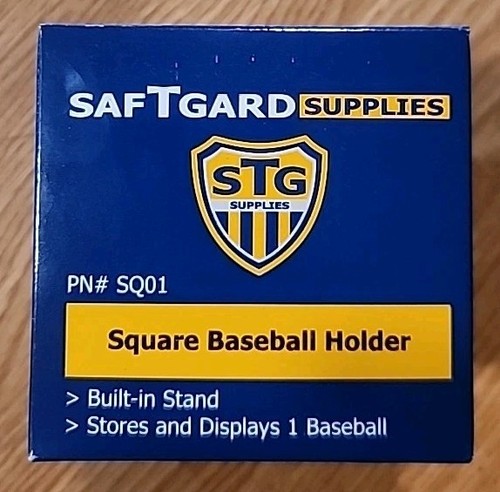 SAFTGARD SUPPLIES
STG
SUPPLIES
PN# SQ01
Square Baseball Holder
> Built-in Stand
> Stores and Displays 1 Baseball